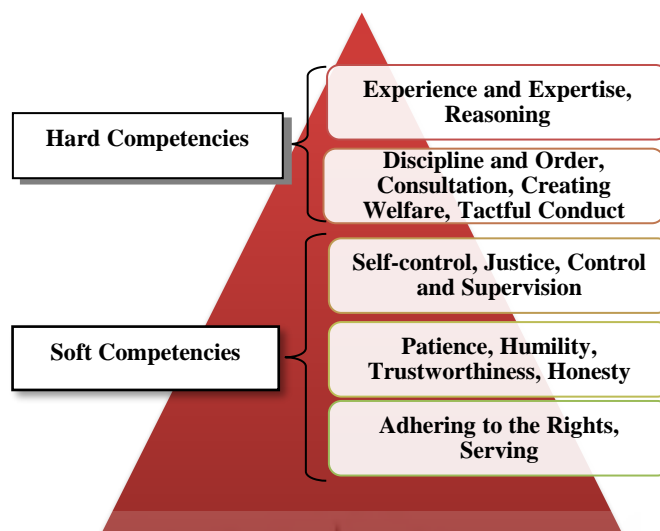 Hard Competencies
Experience and Expertise,
Reasoning
Discipline and Order,
Consultation, Creating
Welfare, Tactful Conduct
Soft Competencies
Self-control, Justice, Control
and Supervision
Patience, Humility,
Trustworthiness, Honesty
Adhering to the Rights,
Serving